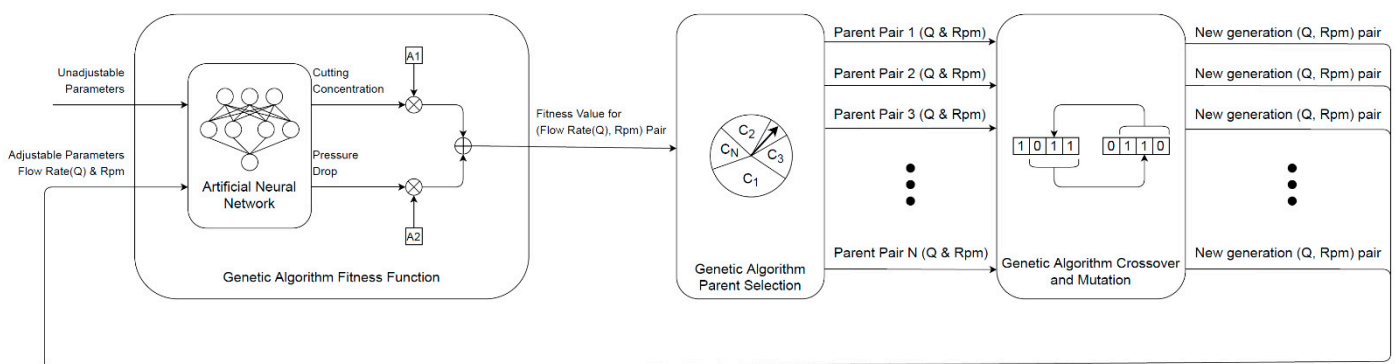 Unadjustable
Parameters
Adjustable Parameters
Flow Rate(Q) & Rpm
Artificial Neural
Network
Cutting
Concentration
Pressure
Drop
A1
A2
Genetic Algorithm Fitness Function
Fitness Value for
(Flow Rate(Q), Rpm) Pair
C2
C3
CN
C1
Genetic Algorithm
Parent Selection
Parent Pair 1 (Q & Rpm)
Parent Pair 2 (Q & Rpm)
Parent Pair 3 (Q & Rpm)
Parent Pair N (Q & Rpm)
1 0 1 1
0 1 1 0
Genetic Algorithm Crossover
and Mutation
New generation (Q, Rpm) pair
New generation (Q, Rpm) pair
New generation (Q, Rpm) pair
New generation (Q, Rpm) pair